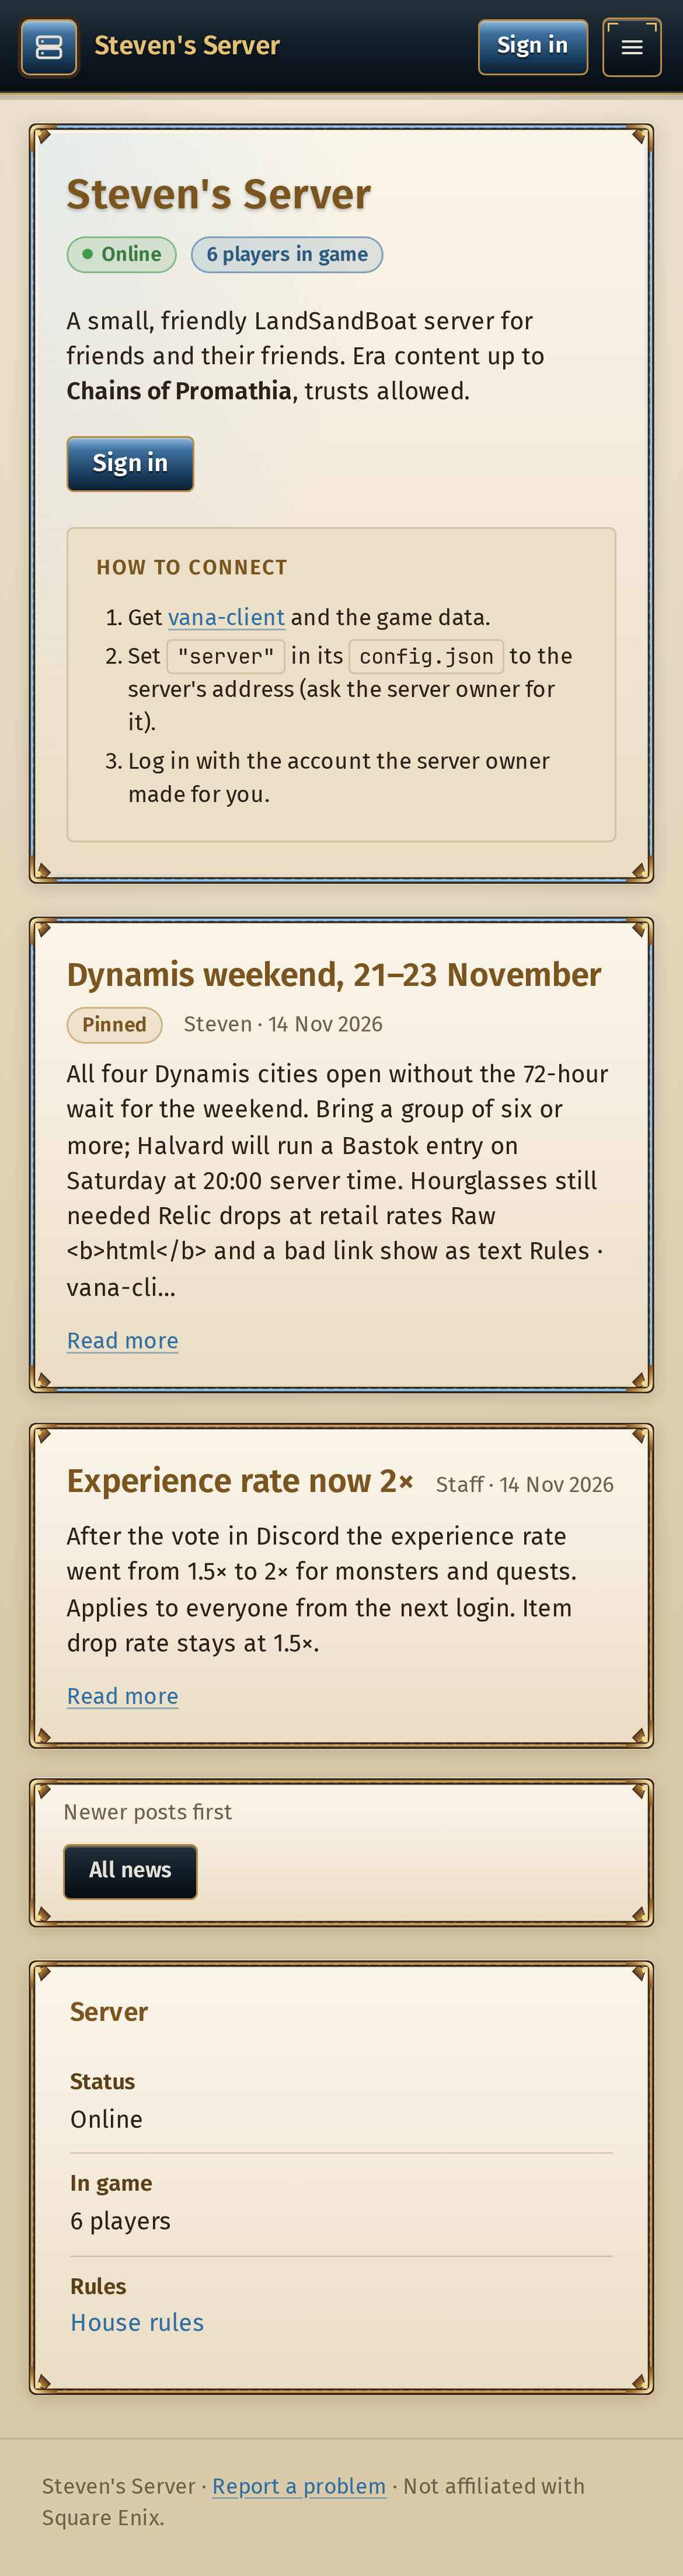 Steven's Server
Sign in
Steven's Server
Online
6 players in game
A small, friendly LandSandBoat server for
friends and their friends. Era content up to
Chains of Promathia, trusts allowed.
Sign in
HOW TO CONNECT
1. Get vana-client and the game data.
2. Set "server" in its config.json to the
server's address (ask the server owner for
it).
3. Log in with the account the server owner
made for you.
Dynamis weekend, 21–23 November
Pinned Steven · 14 Nov 2026
All four Dynamis cities open without the 72-hour
wait for the weekend. Bring a group of six or
more; Halvard will run a Bastok entry on
Saturday at 20:00 server time. Hourglasses still
needed Relic drops at retail rates Raw
<b>html</b> and a bad link show as text Rules ·
vana-cli…
Read more
Experience rate now 2× Staff · 14 Nov 2026
After the vote in Discord the experience rate
went from 1.5× to 2× for monsters and quests.
Applies to everyone from the next login. Item
drop rate stays at 1.5×.
Read more
Newer posts first
All news
Server
Status
Online
In game
6 players
Rules
House rules
Steven's Server · Report a problem · Not affiliated with
Square Enix.